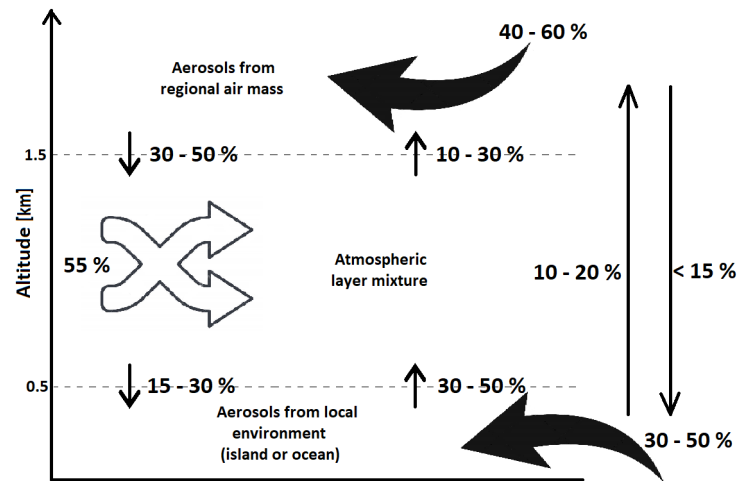 40 - 60 %
Aerosols from
regional air mass
1.5
30 - 50 %
10 - 30 %
Altitude [km]
55 %
Atmospheric
layer mixture
10 - 20 %
< 15 %
0.5
15 - 30 %
30 - 50 %
Aerosols from local
environment
(island or ocean)
30 - 50 %